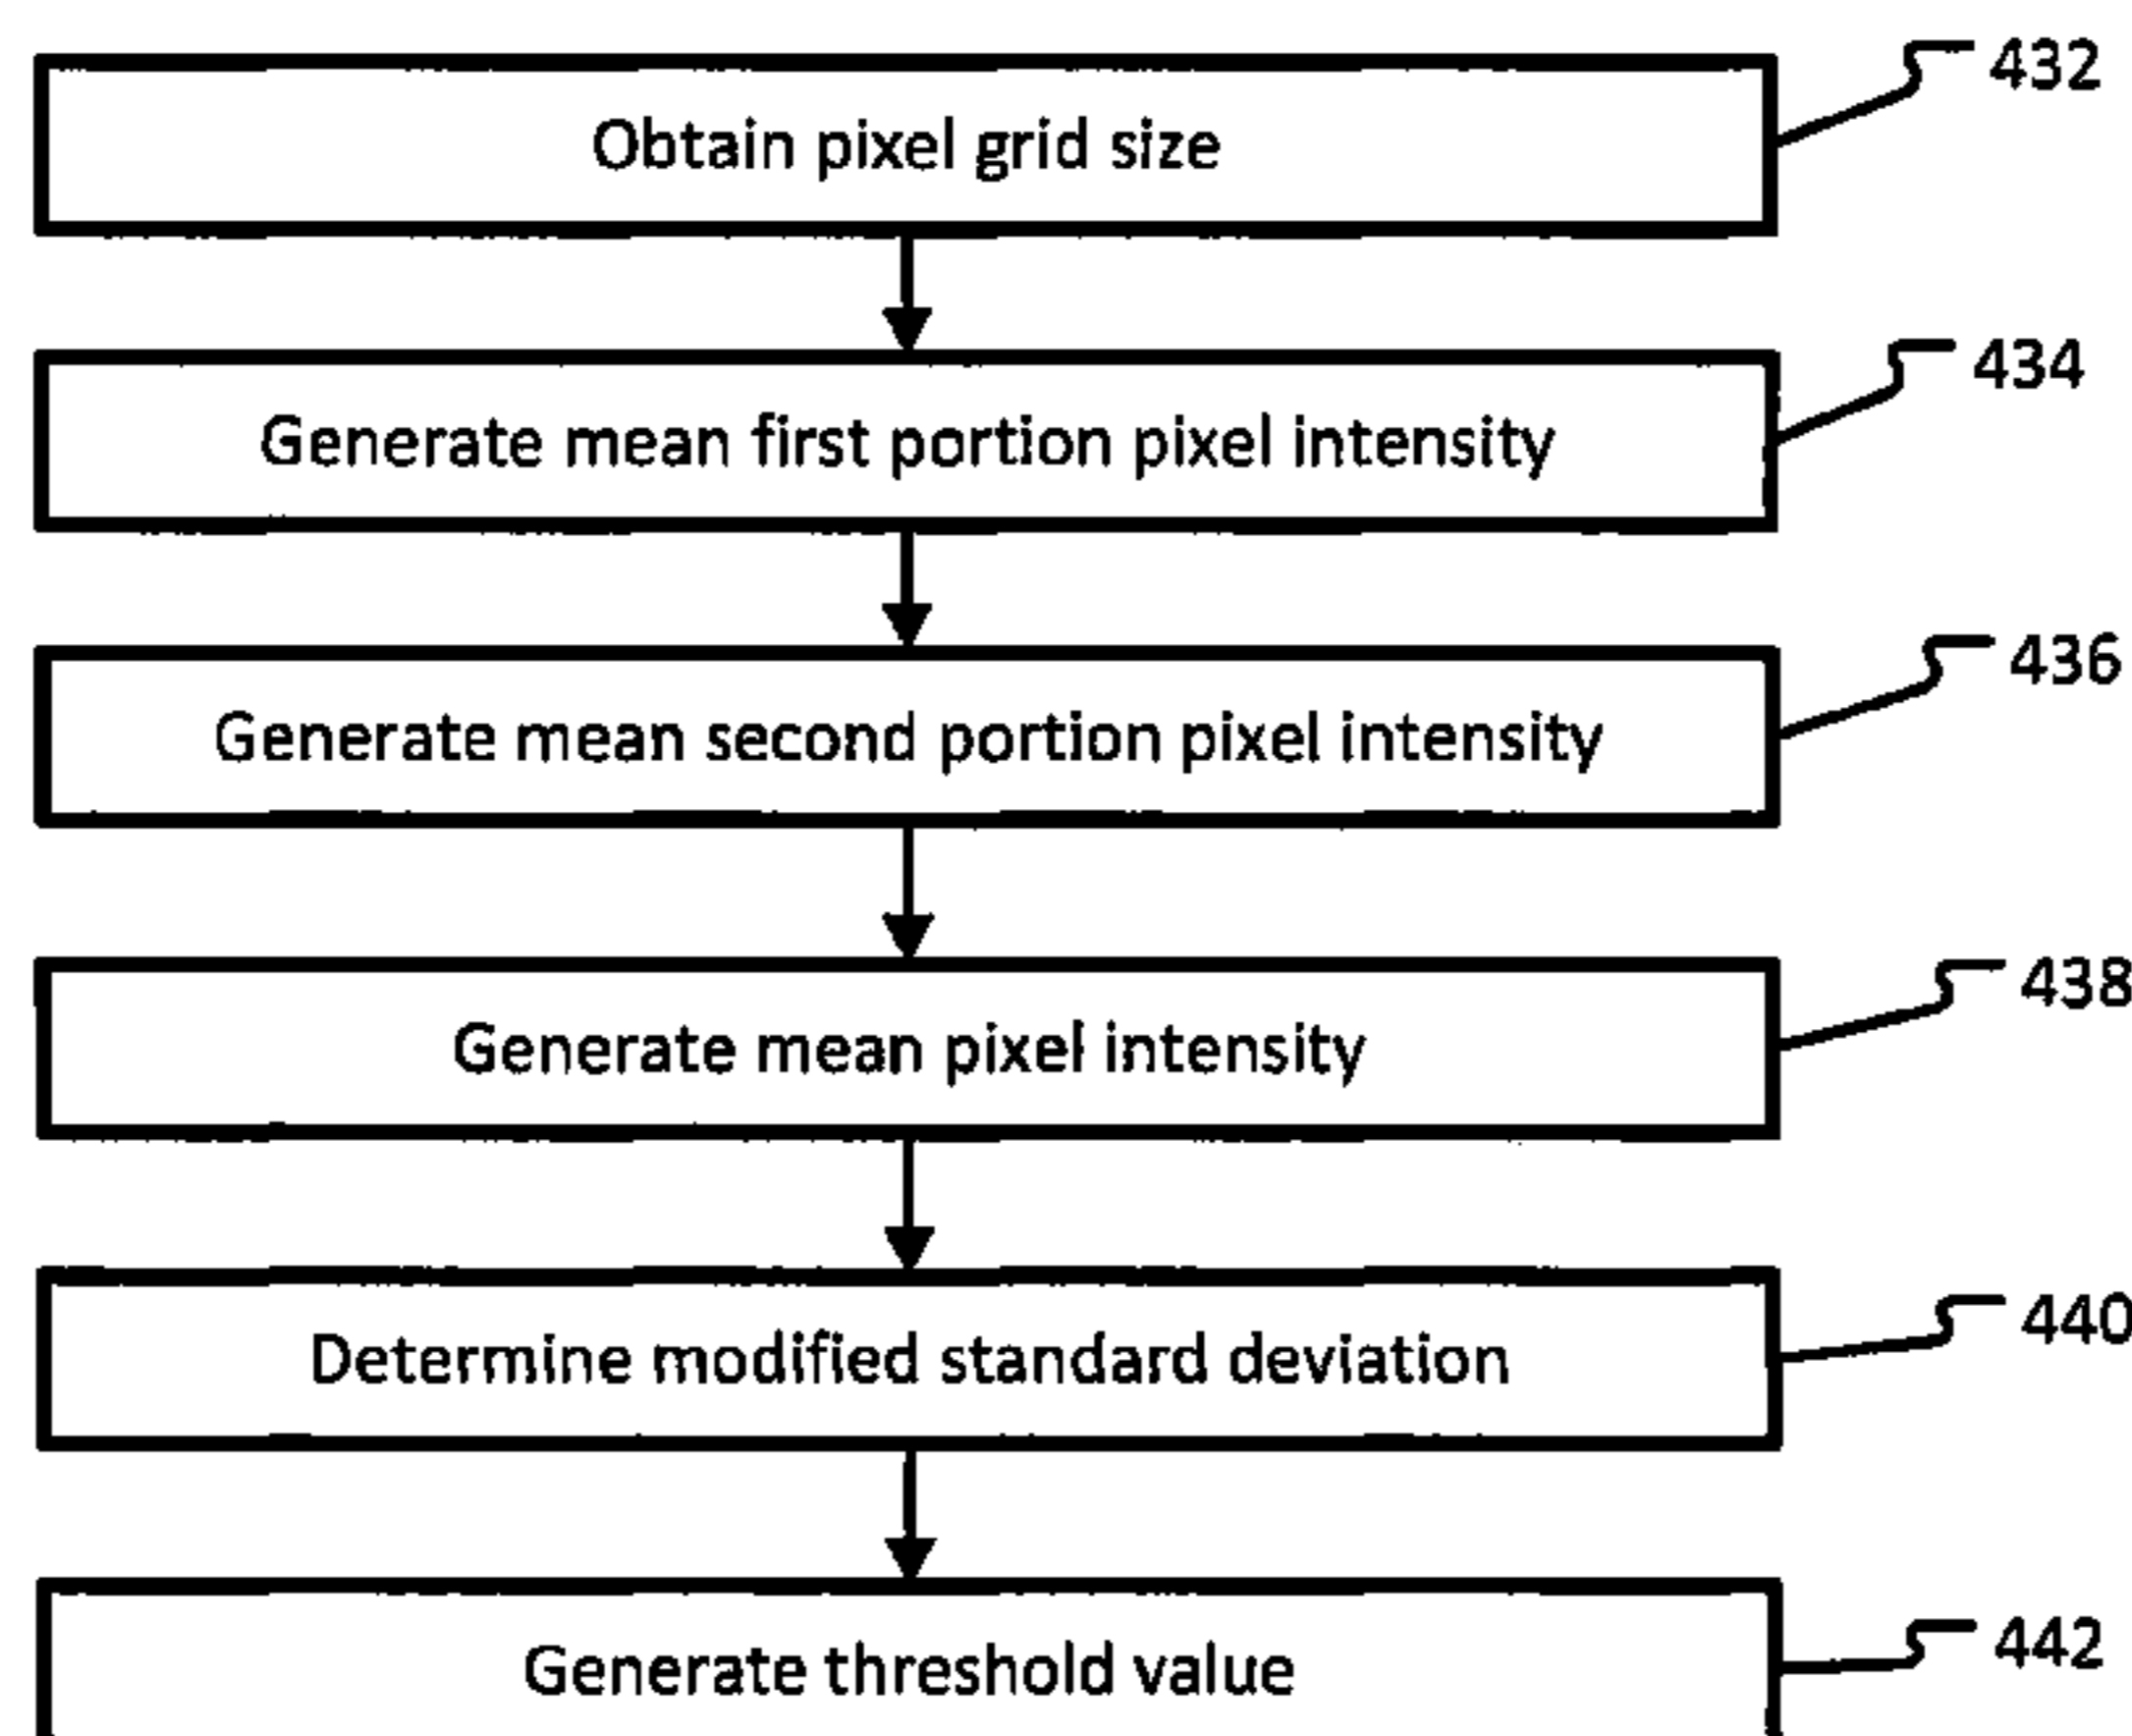 432
Obtain pixel grid size
434
Generate mean first portion pixel intensity
436
Generate mean second portion pixel intensity
438
Generate mean pixel intensity
440
Determine modified standard deviation
442
Generate threshold value